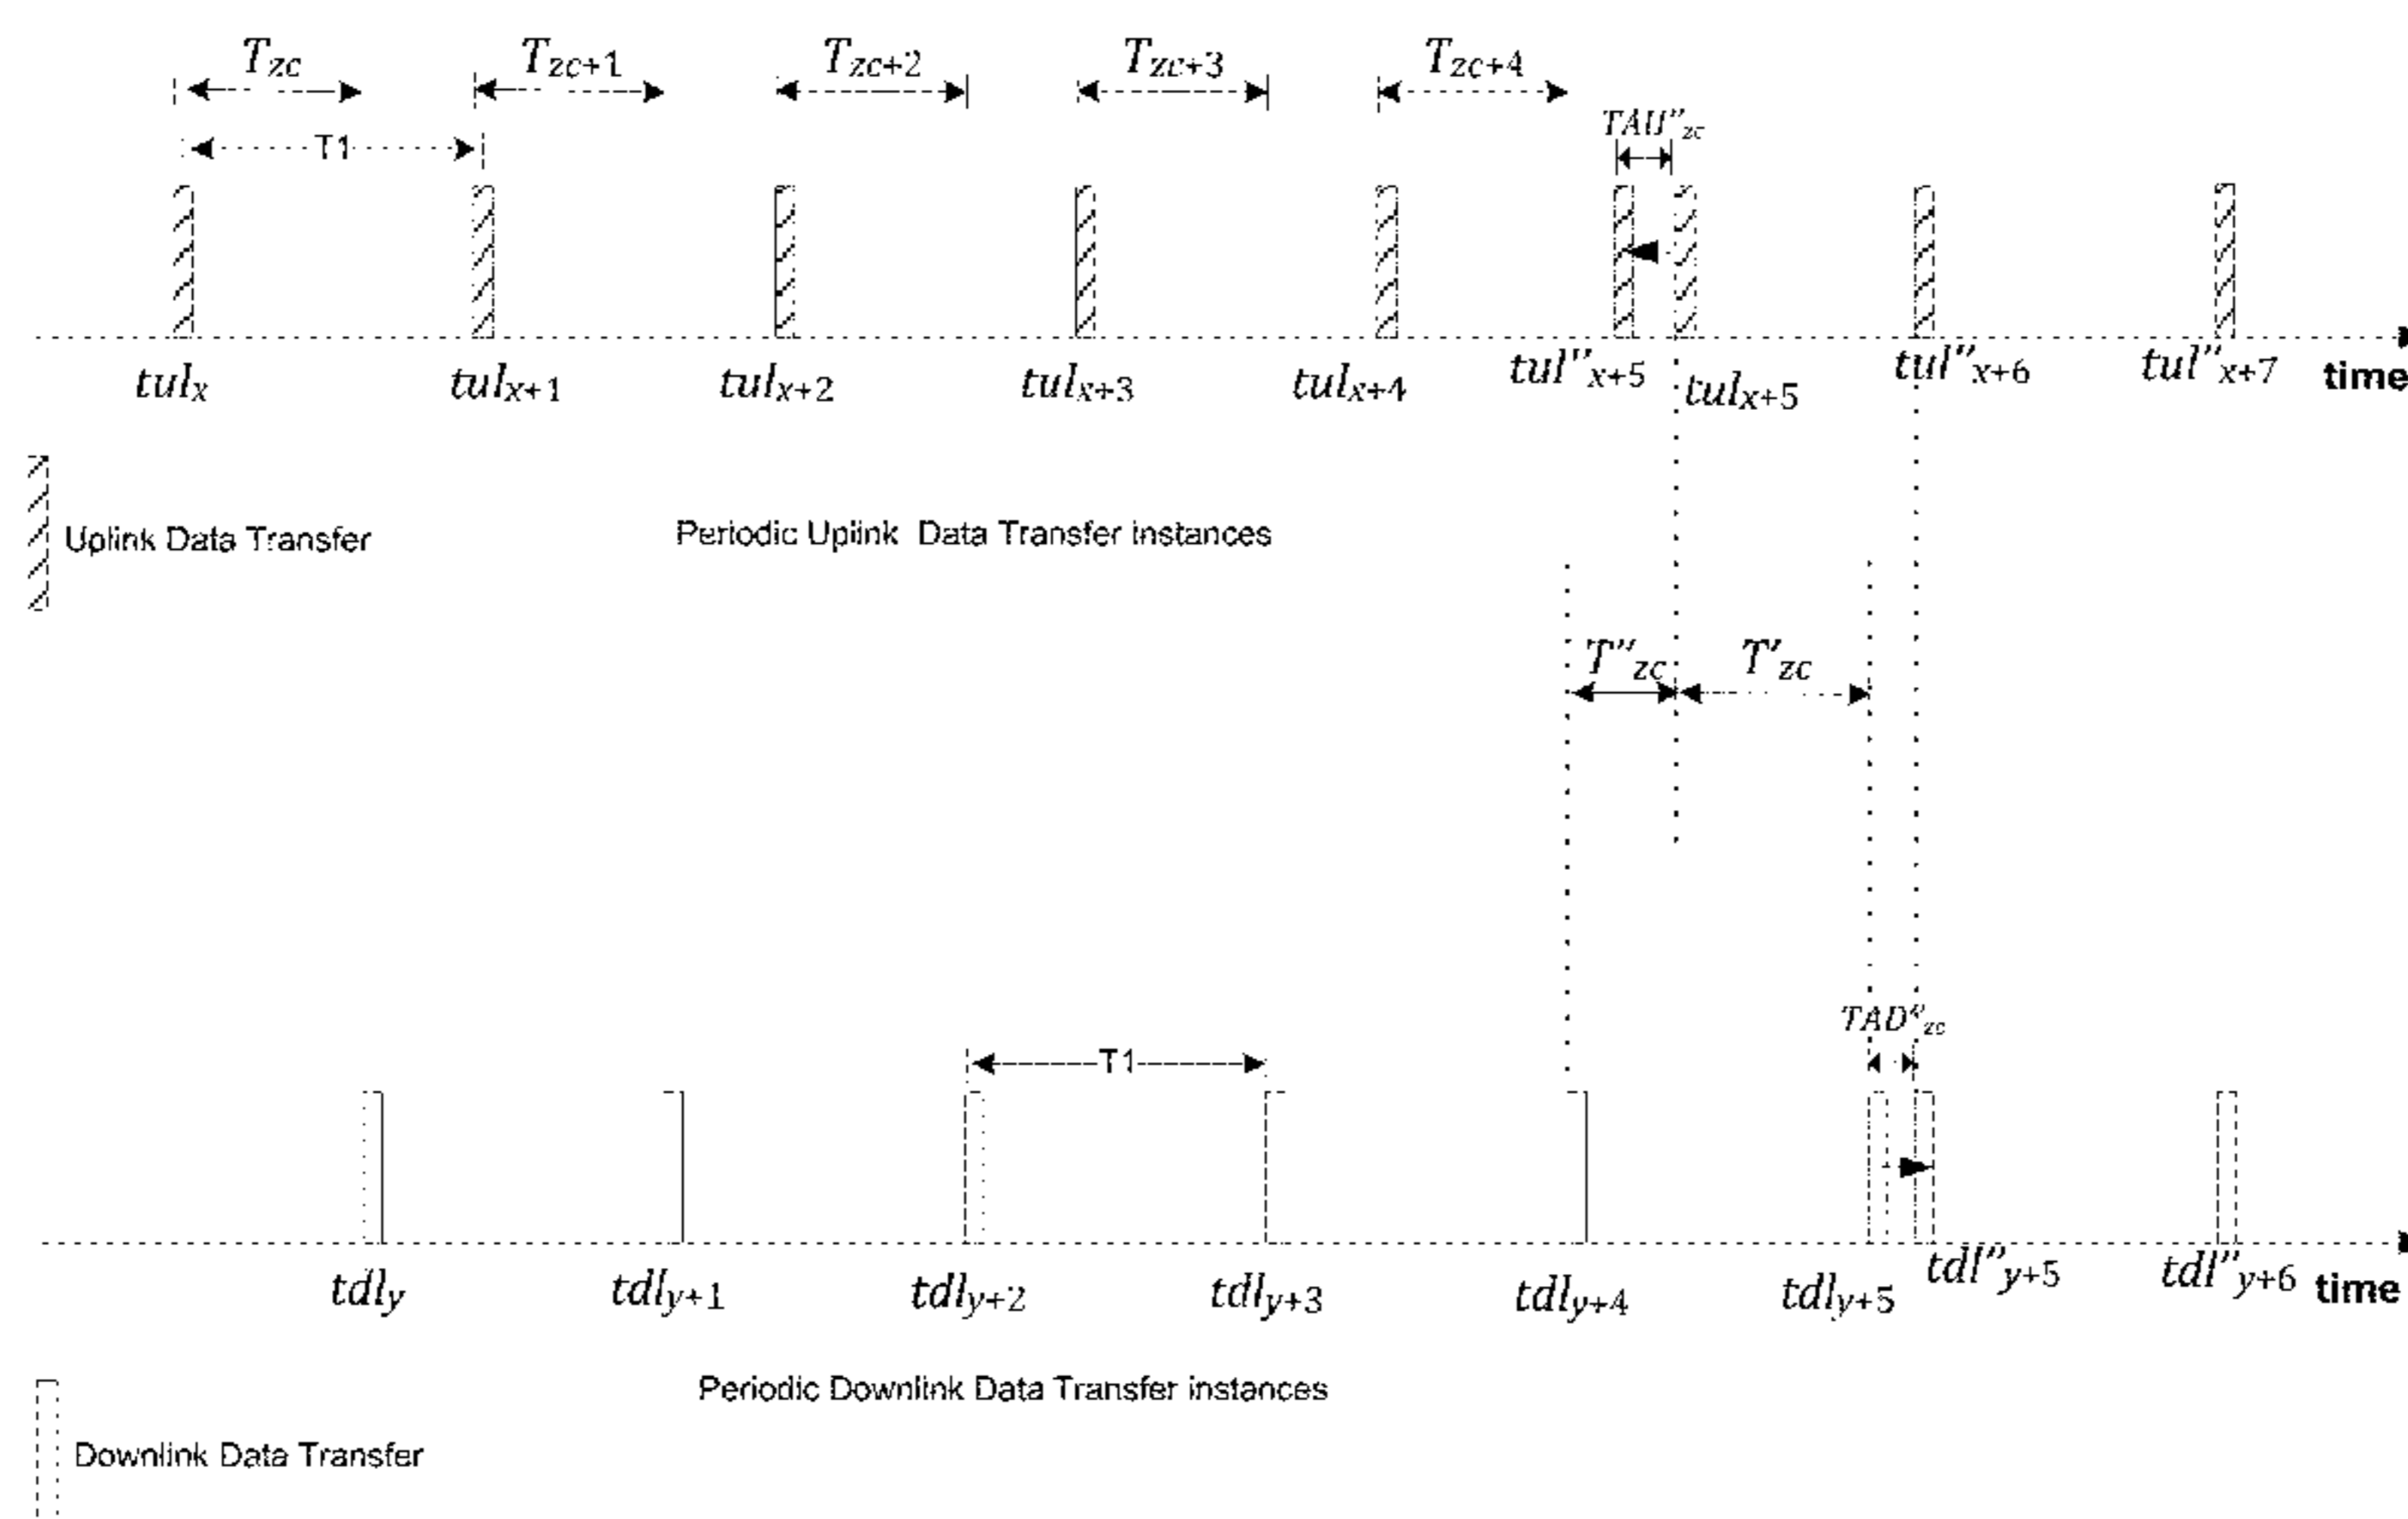 Tzc Tzc+1 Tzc+2 Tzc+3 Tzc+4
TAU″zc
T1
tulx tulx+1 tulx+2 tulx+3 tulx+4 tul″x+5 tulx+5 tul″x+6 tul″x+7 time
Uplink Data Transfer
Periodic Uplink Data Transfer instances
T″zc T′zc
TAD″zc
T1
tdly tdly+1 tdly+2 tdly+3 tdly+4 tdly+5 tdl″y+5 tdl″y+6 time
Periodic Downlink Data Transfer instances
Downlink Data Transfer